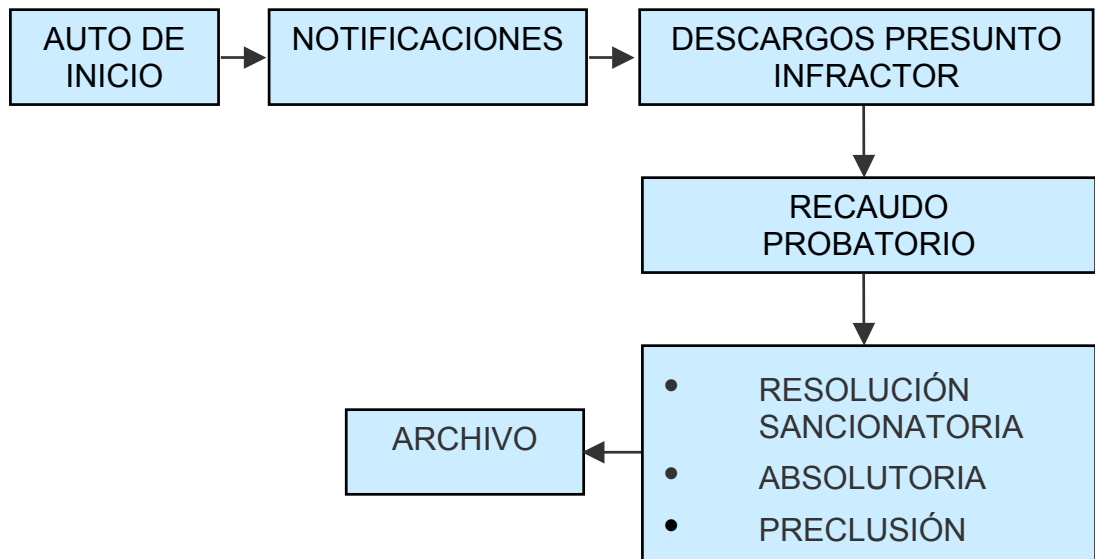 AUTO DE
INICIO
NOTIFICACIONES
DESCARGOS PRESUNTO
INFRACTOR
RECAUDO
PROBATORIO
• RESOLUCIÓN
SANCIONATORIA
• ABSOLUTORIA
• PRECLUSIÓN
ARCHIVO